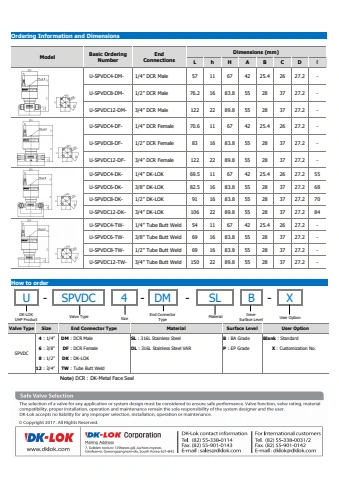 Ordering Information and Dimensions
Model Basic Ordering Number End Connections Dimensions (mm)
L h H A B C D ℓ
U-SPVDC4-DM- 1/4" DCR Male 57 11 67 42 25.4 26 27.2 -
U-SPVDC8-DM- 1/2" DCR Male 76.2 16 83.8 55 28 37 27.2 -
U-SPVDC12-DM- 3/4" DCR Male 122 22 89.8 55 28 37 27.2 -
U-SPVDC4-DF- 1/4" DCR Female 70.6 11 67 42 25.4 26 27.2 -
U-SPVDC8-DF- 1/2" DCR Female 83 16 83.8 55 28 37 27.2 -
U-SPVDC12-DF- 3/4" DCR Female 122 22 89.8 55 28 37 27.2 -
U-SPVDC4-DK- 1/4" DK-LOK 69.5 11 67 42 25.4 26 27.2 55
U-SPVDC6-DK- 3/8" DK-LOK 82.5 16 83.8 55 28 37 27.2 68
U-SPVDC8-DK- 1/2" DK-LOK 91 16 83.8 55 28 37 27.2 70
U-SPVDC12-DK- 3/4" DK-LOK 106 22 89.8 55 28 37 27.2 84
U-SPVDC4-TW- 1/4" Tube Butt Weld 54 11 67 42 25.4 26 27.2 -
U-SPVDC6-TW- 3/8" Tube Butt Weld 69 16 83.8 55 28 37 27.2 -
U-SPVDC8-TW- 1/2" Tube Butt Weld 69 16 83.8 55 28 37 27.2 -
U-SPVDC12-TW- 3/4" Tube Butt Weld 150 22 89.8 55 28 37 27.2 -
How to order
U - SPVDC 4 - DM - SL B - X
DK-LOK UHP Product Valve Type Size End Connector Type Material Inner Surface Level User Option
Valve Type Size End Connector Type Material Surface Level User Option
SPVDC 4 : 1/4" DM : DCR Male SL : 316L Stainless Steel B : BA Grade Blank : Standard
6 : 3/8" DF : DCR Female DL : 316L Stainless Steel VAR P : EP Grade X : Customization No.
8 : 1/2" DK : DK-LOK
12 : 3/4" TW : Tube Butt Weld
Note) DCR : DK-Metal Face Seal
Safe Valve Selection
The selection of a valve for any application or system design must be considered to ensure safe performance. Valve function, valve rating, material
compatibility, proper installation, operation and maintenance remain the sole responsibility of the system designer and the user.
DK-Lok accepts no liability for any improper selection, installation, operation or maintenance.
© Copyright 2017. All Rights Reserved.
DK-LOK
www.dklok.com
DK-LOK Corporation
DK-LOK contact information
Tel. (82) 55-338-0114
Fax. (82) 55-901-0143
E-mail : sales@dklok.com
For International customers
Tel. (82) 55-338-0031/2
Fax. (82) 55-901-0142
E-mail : dklok@dklok.com